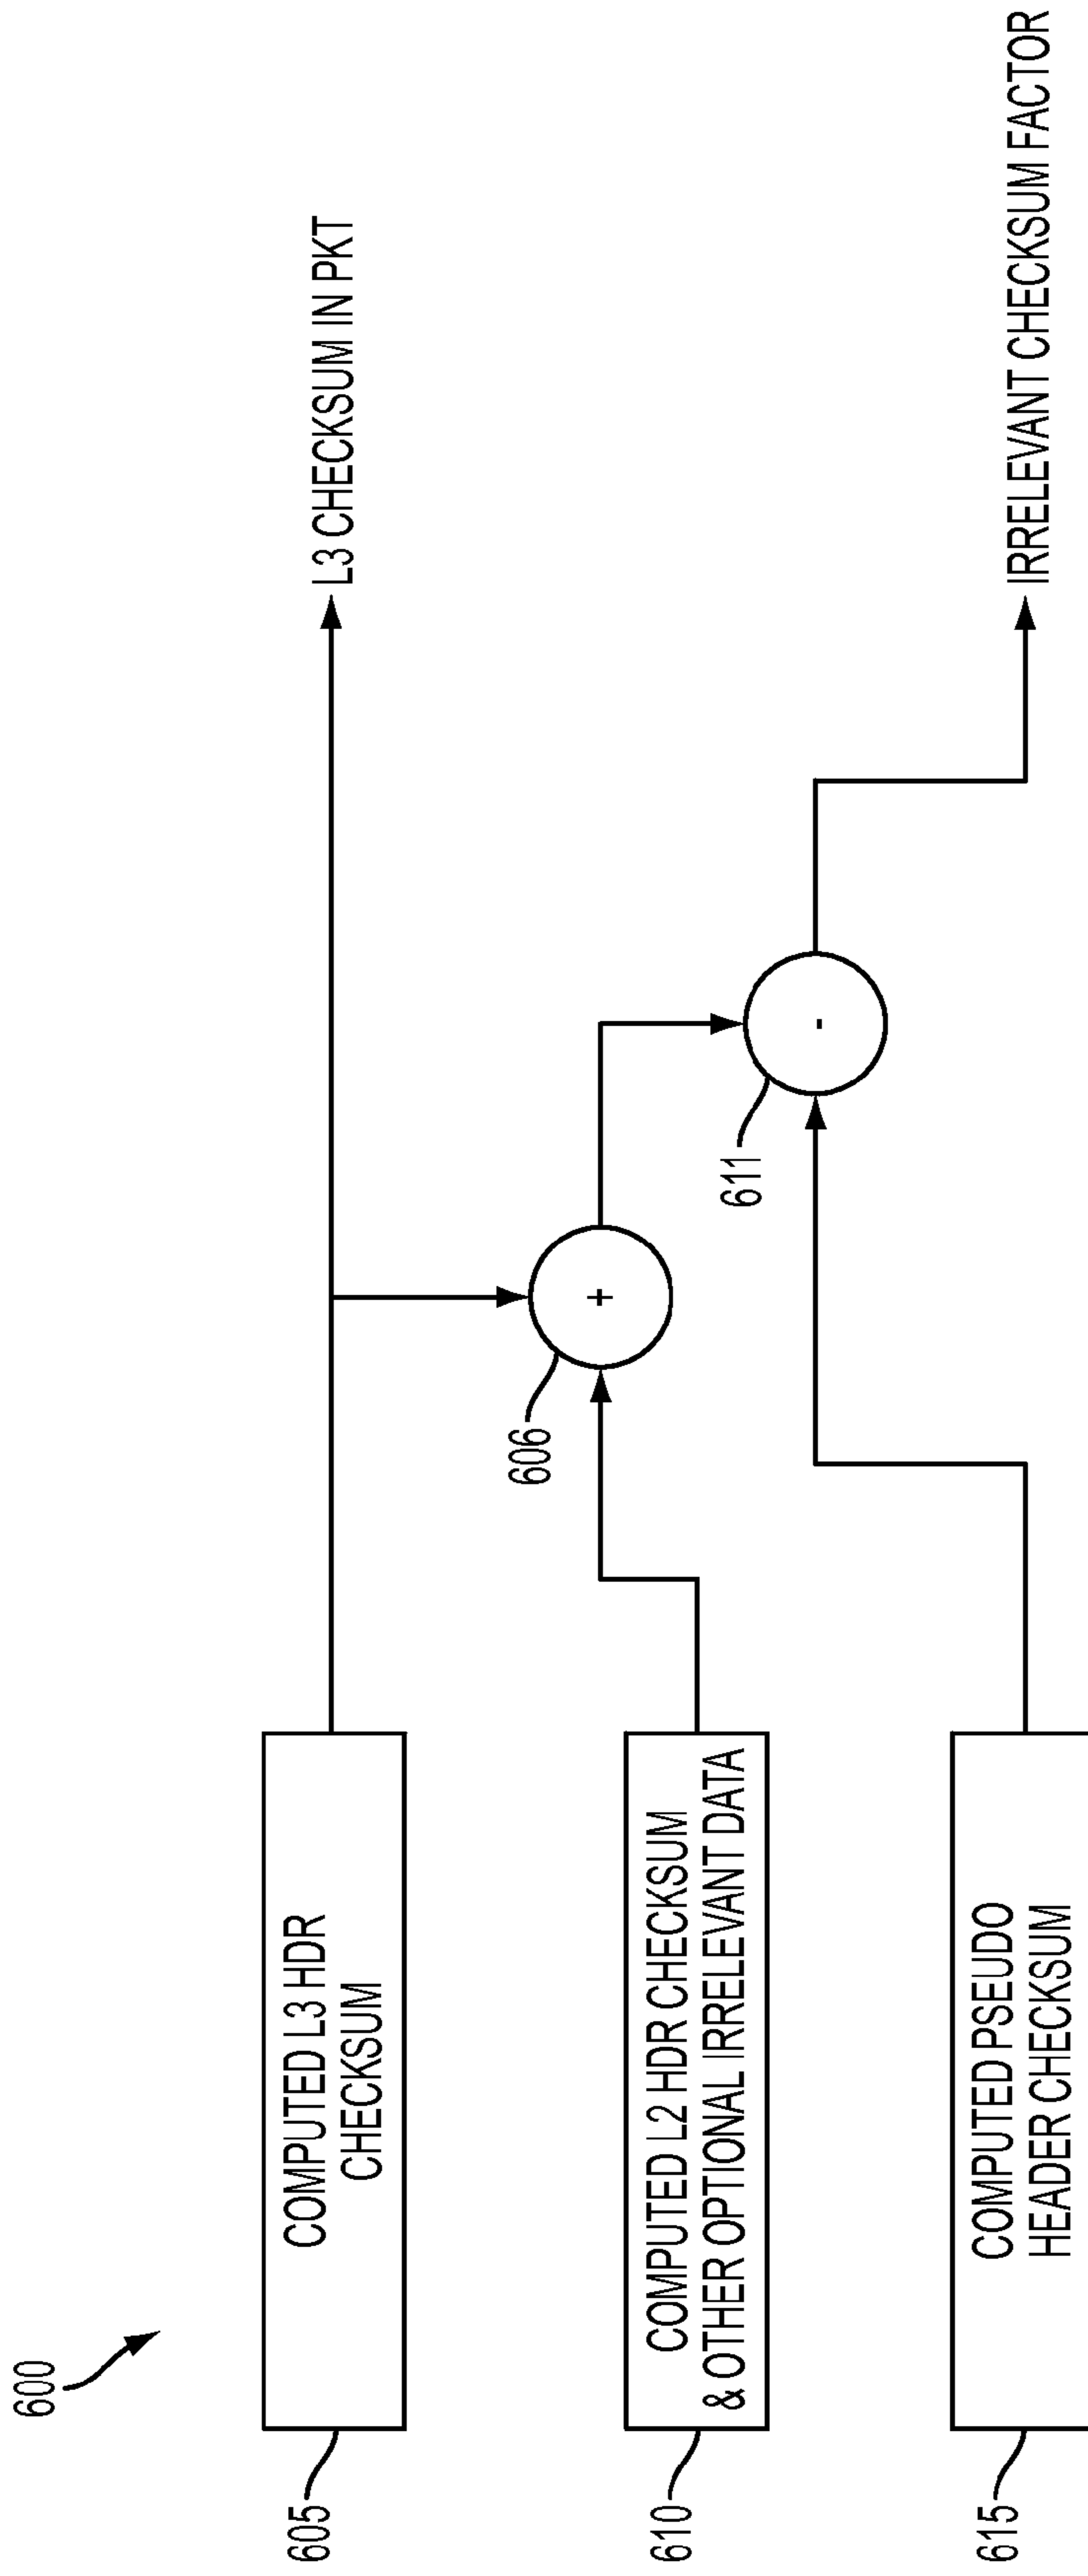 600
605
COMPUTED L3 HDR
CHECKSUM
L3 CHECKSUM IN PKT
606
+
610
COMPUTED L2 HDR CHECKSUM
& OTHER OPTIONAL IRRELEVANT DATA
611
-
615
COMPUTED PSEUDO
HEADER CHECKSUM
IRRELEVANT CHECKSUM FACTOR